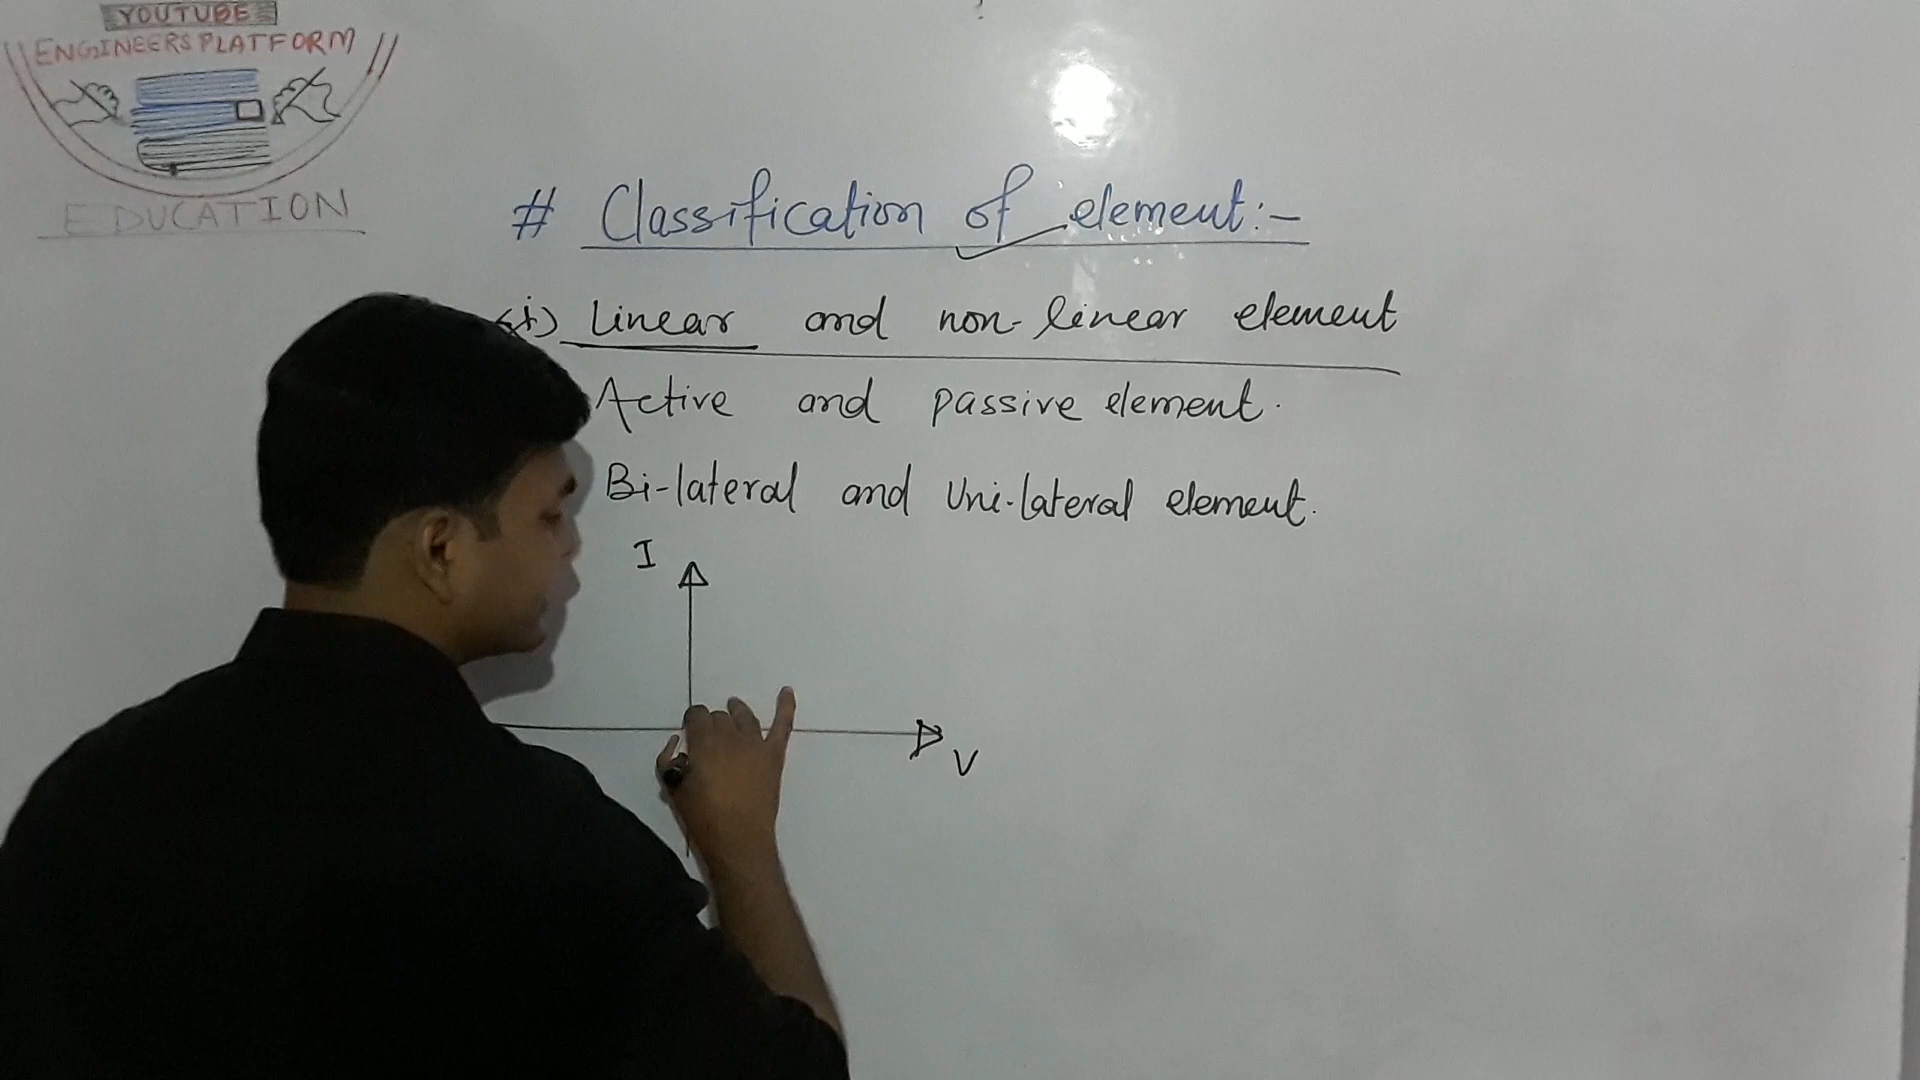 YOUTUBE
ENGINEERS PLATFORM
EDUCATION
# Classification of element:-
(i) Linear and non-linear element
Active and passive element.
Bi-lateral and Uni-lateral element.
I
V